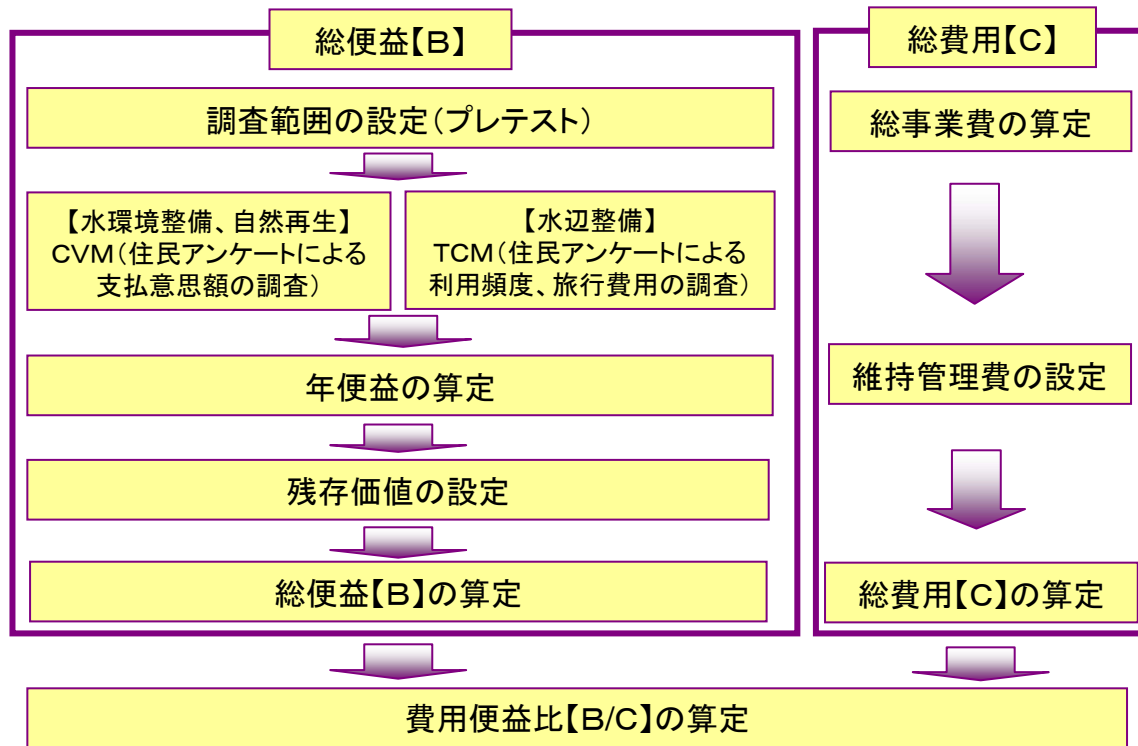 総便益【B】
調査範囲の設定(プレテスト)
【水環境整備、自然再生】
CVM(住民アンケートによる
支払意思額の調査)
【水辺整備】
TCM(住民アンケートによる
利用頻度、旅行費用の調査)
年便益の算定
残存価値の設定
総便益【B】の算定
総費用【C】
総事業費の算定
維持管理費の設定
総費用【C】の算定
費用便益比【B/C】の算定